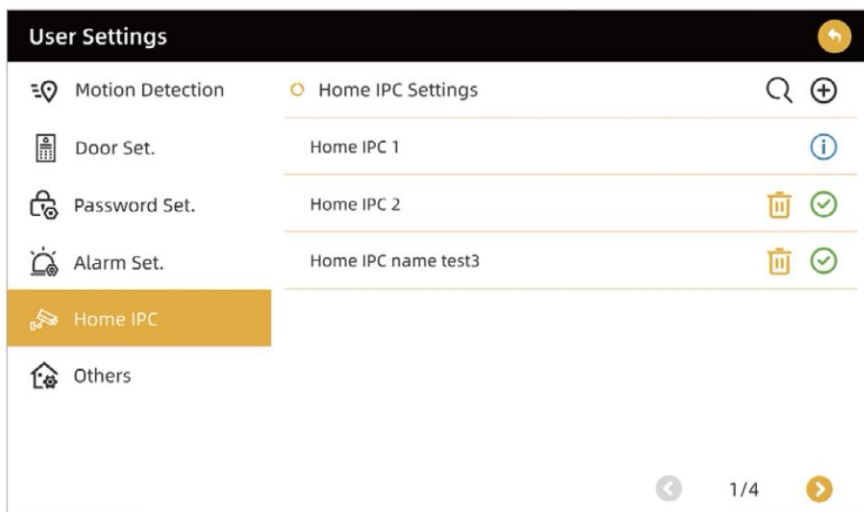 User Settings
Motion Detection
Door Set.
Password Set.
Alarm Set.
Home IPC
Others
Home IPC Settings
Home IPC 1
Home IPC 2
Home IPC name test3
1/4